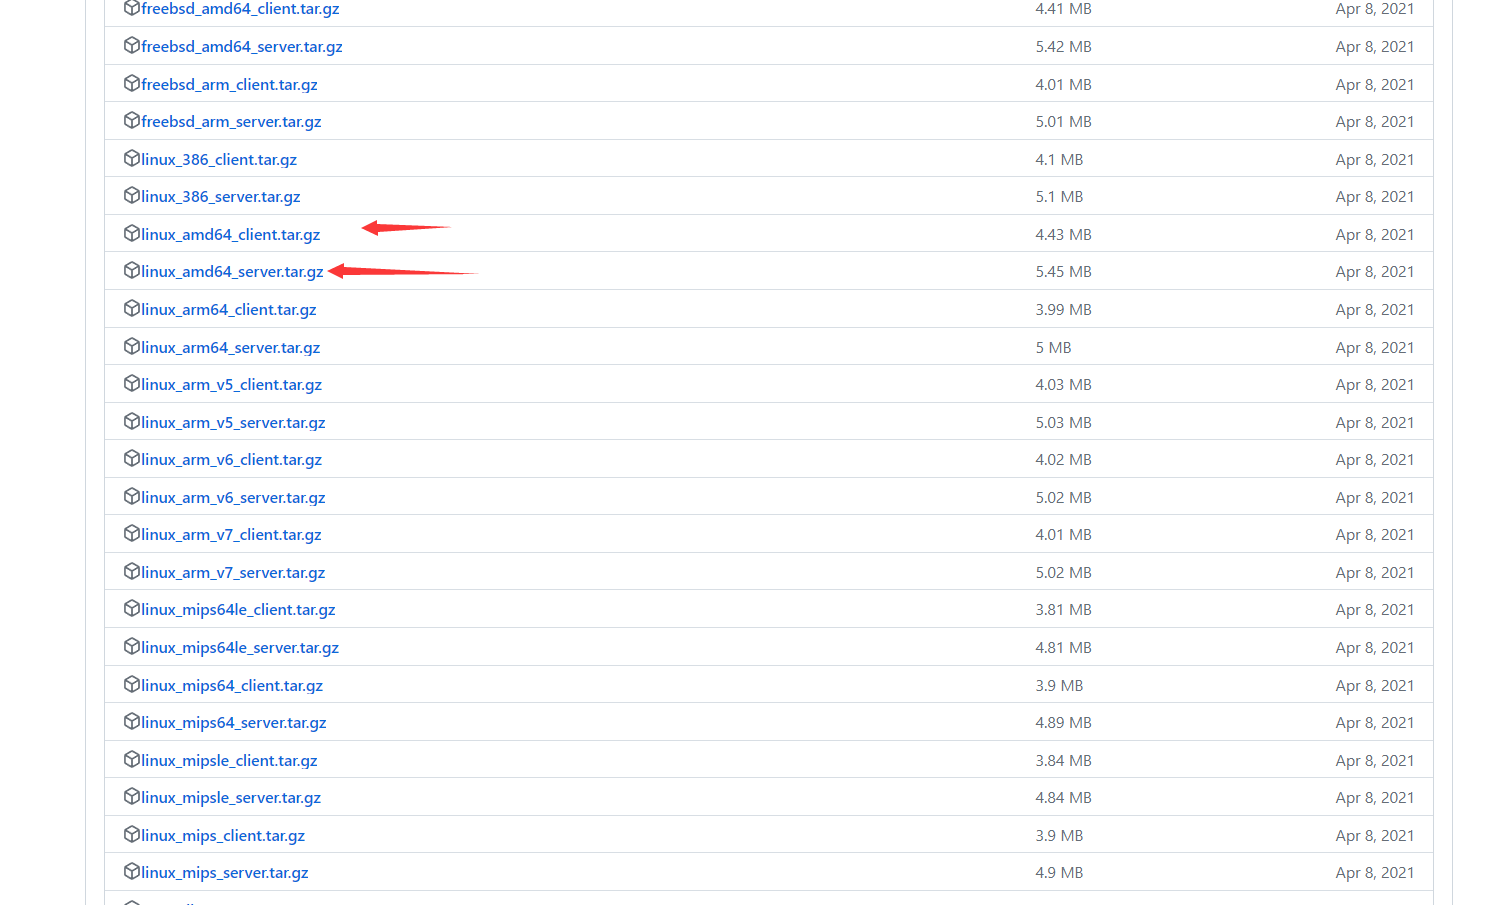 freebsd_amd64_client.tar.gz 4.41 MB Apr 8, 2021
freebsd_amd64_server.tar.gz 5.42 MB Apr 8, 2021
freebsd_arm_client.tar.gz 4.01 MB Apr 8, 2021
freebsd_arm_server.tar.gz 5.01 MB Apr 8, 2021
linux_386_client.tar.gz 4.1 MB Apr 8, 2021
linux_386_server.tar.gz 5.1 MB Apr 8, 2021
linux_amd64_client.tar.gz 4.43 MB Apr 8, 2021
linux_amd64_server.tar.gz 5.45 MB Apr 8, 2021
linux_arm64_client.tar.gz 3.99 MB Apr 8, 2021
linux_arm64_server.tar.gz 5 MB Apr 8, 2021
linux_arm_v5_client.tar.gz 4.03 MB Apr 8, 2021
linux_arm_v5_server.tar.gz 5.03 MB Apr 8, 2021
linux_arm_v6_client.tar.gz 4.02 MB Apr 8, 2021
linux_arm_v6_server.tar.gz 5.02 MB Apr 8, 2021
linux_arm_v7_client.tar.gz 4.01 MB Apr 8, 2021
linux_arm_v7_server.tar.gz 5.02 MB Apr 8, 2021
linux_mips64le_client.tar.gz 3.81 MB Apr 8, 2021
linux_mips64le_server.tar.gz 4.81 MB Apr 8, 2021
linux_mips64_client.tar.gz 3.9 MB Apr 8, 2021
linux_mips64_server.tar.gz 4.89 MB Apr 8, 2021
linux_mipsle_client.tar.gz 3.84 MB Apr 8, 2021
linux_mipsle_server.tar.gz 4.84 MB Apr 8, 2021
linux_mips_client.tar.gz 3.9 MB Apr 8, 2021
linux_mips_server.tar.gz 4.9 MB Apr 8, 2021